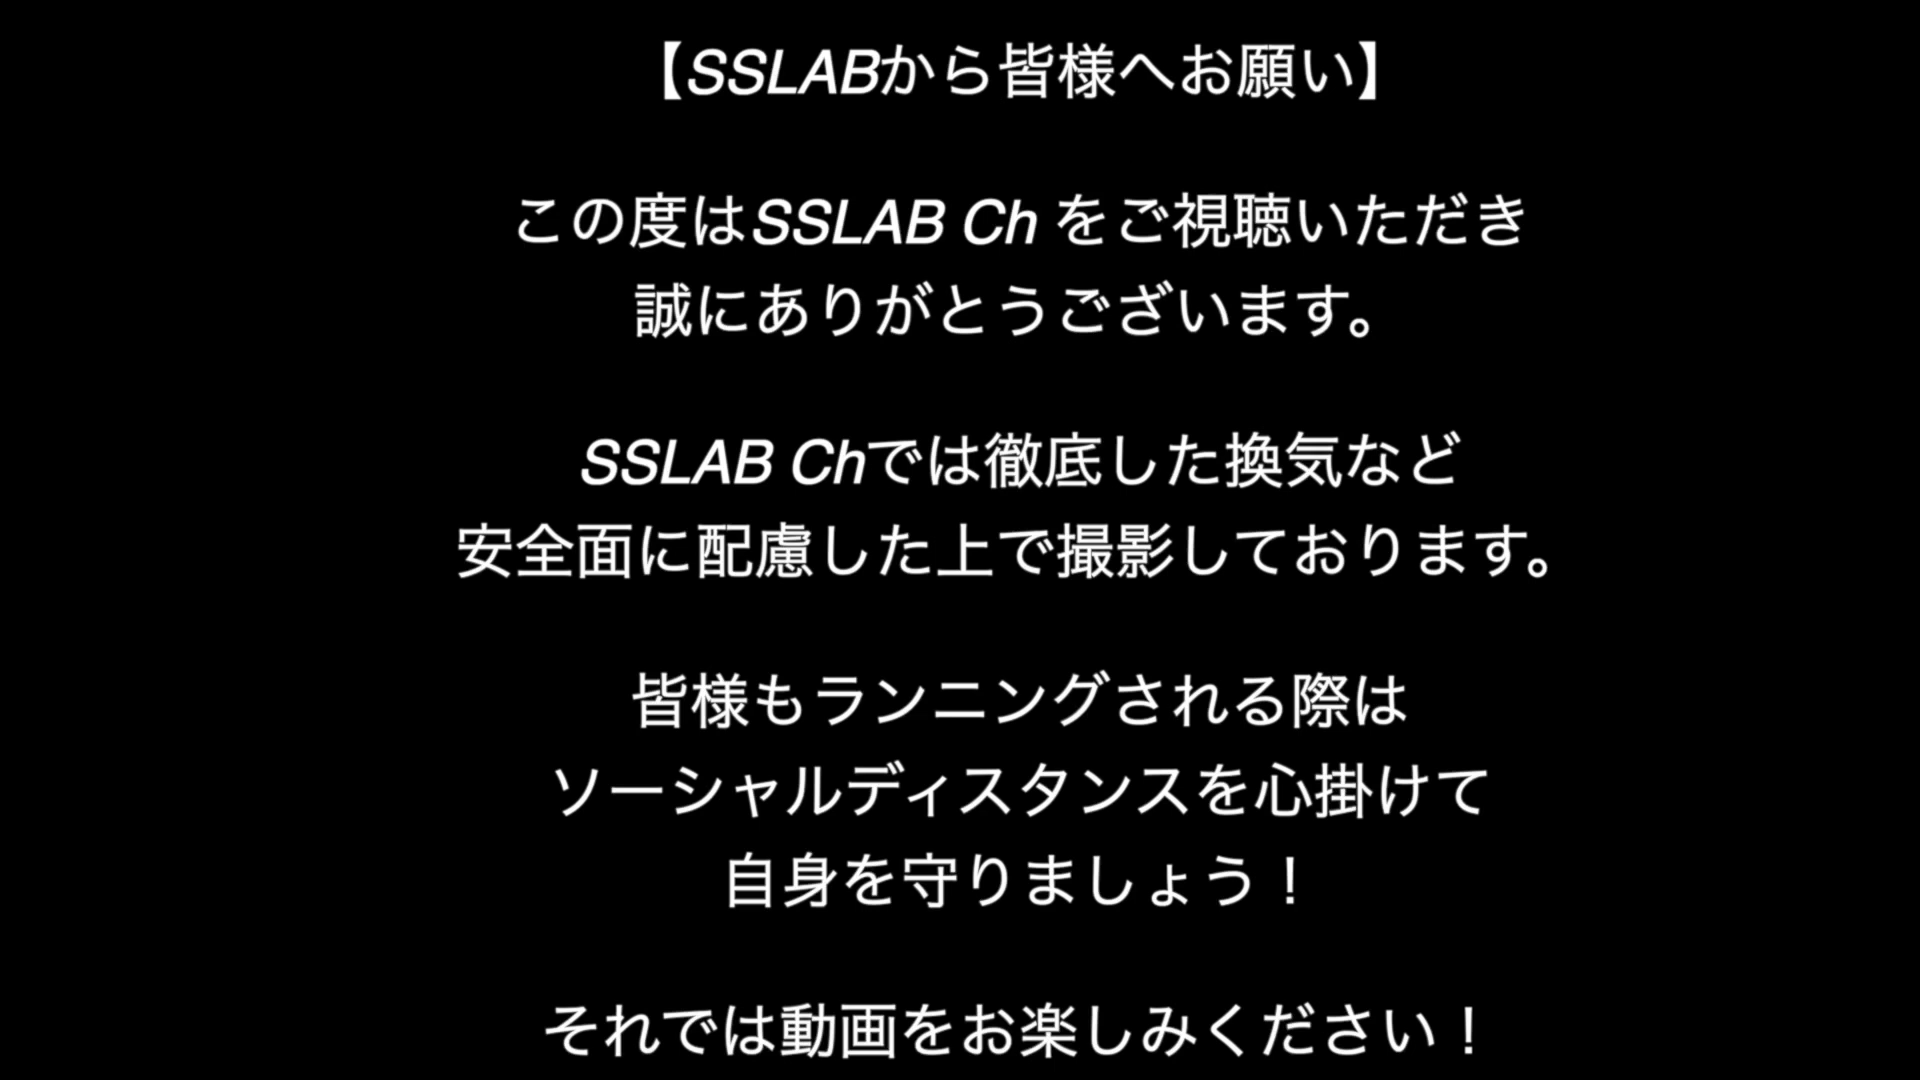 【SSLABから皆様へお願い】
この度はSSLAB Ch をご視聴いただき
誠にありがとうございます。
SSLAB Chでは徹底した換気など
安全面に配慮した上で撮影しております。
皆様もランニングされる際は
ソーシャルディスタンスを心掛けて
自身を守りましょう！
それでは動画をお楽しみください！